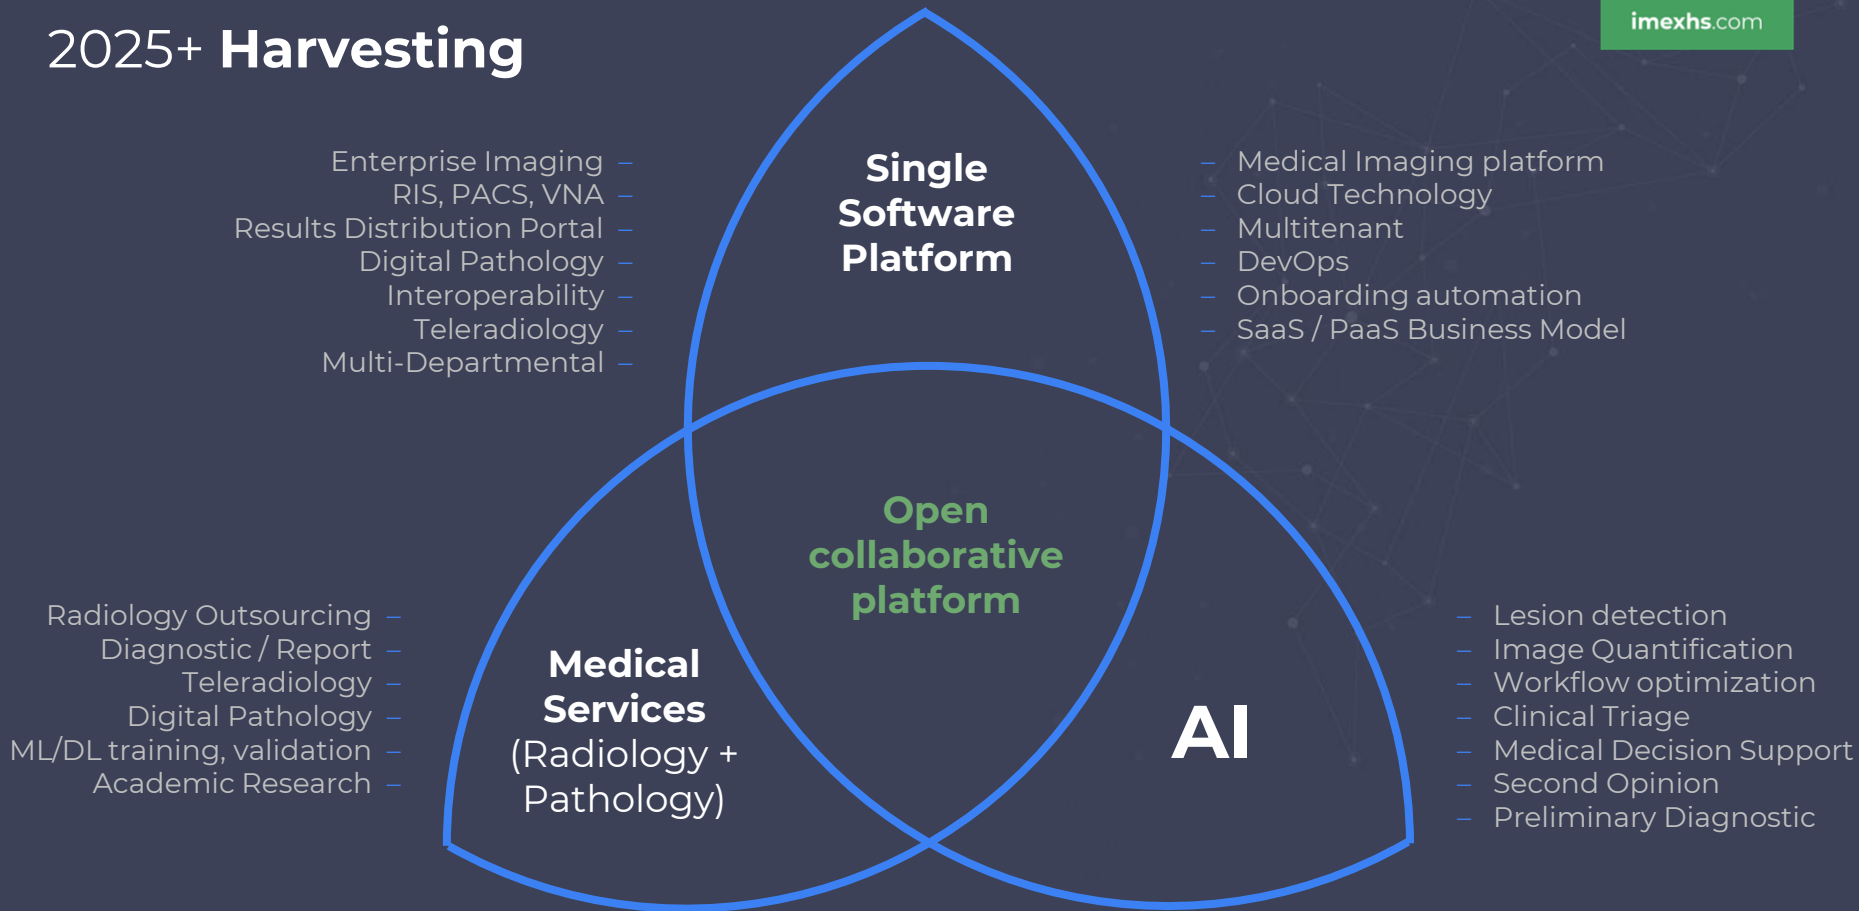 2025+ Harvesting
imexhs.com
Enterprise Imaging –
RIS, PACS, VNA –
Results Distribution Portal –
Digital Pathology –
Interoperability –
Teleradiology –
Multi-Departmental –
Single
Software
Platform
– Medical Imaging platform
– Cloud Technology
– Multitenant
– DevOps
– Onboarding automation
– SaaS / PaaS Business Model
Open
collaborative
platform
Radiology Outsourcing –
Diagnostic / Report –
Teleradiology –
Digital Pathology –
ML/DL training, validation –
Academic Research –
Medical
Services
(Radiology +
Pathology)
AI
– Lesion detection
– Image Quantification
– Workflow optimization
– Clinical Triage
– Medical Decision Support
– Second Opinion
– Preliminary Diagnostic